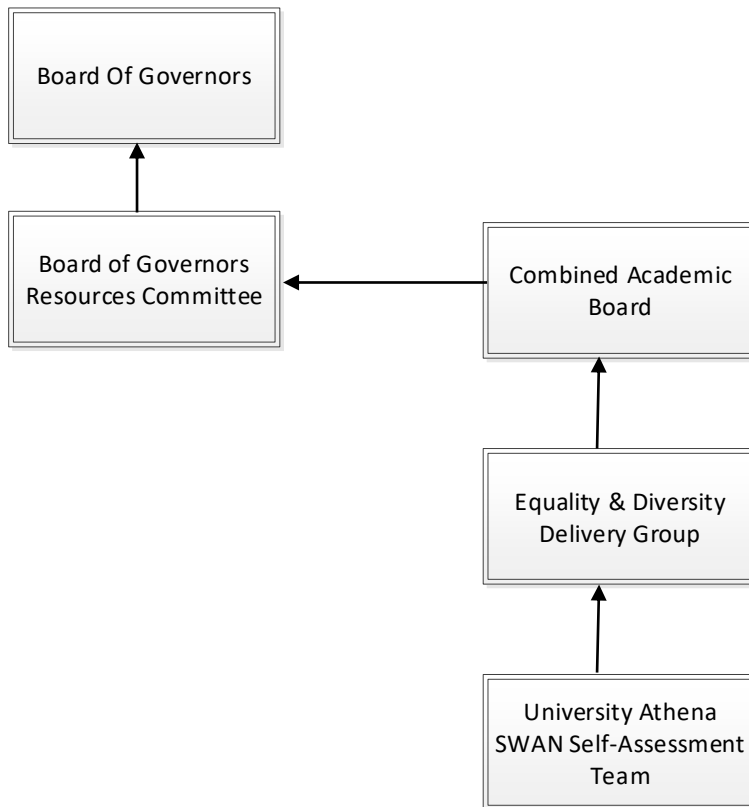 Board Of Governors
Board of Governors
Resources Committee
Combined Academic
Board
Equality & Diversity
Delivery Group
University Athena
SWAN Self-Assessment
Team